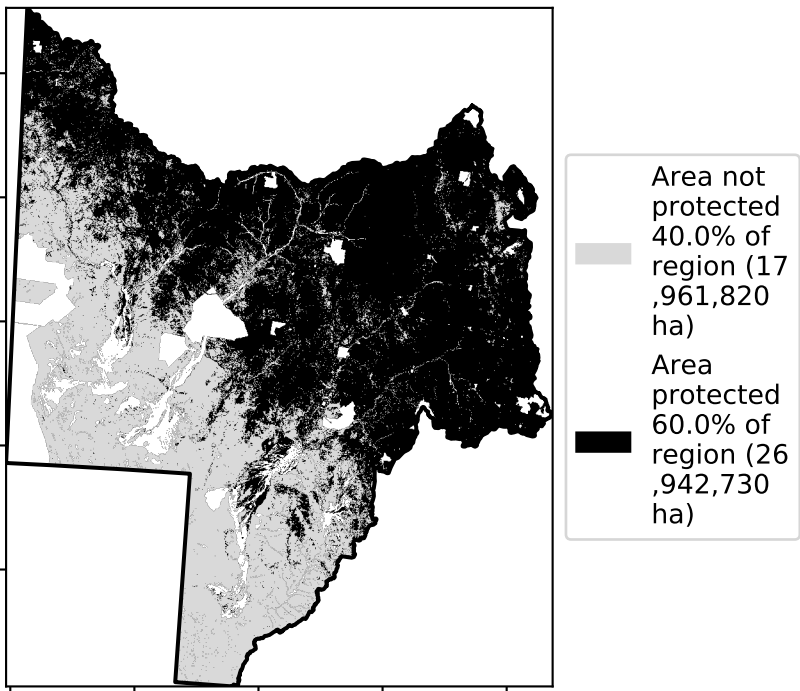 Area not
protected
40.0% of
region (17
,961,820
ha)
Area
protected
60.0% of
region (26
,942,730
ha)